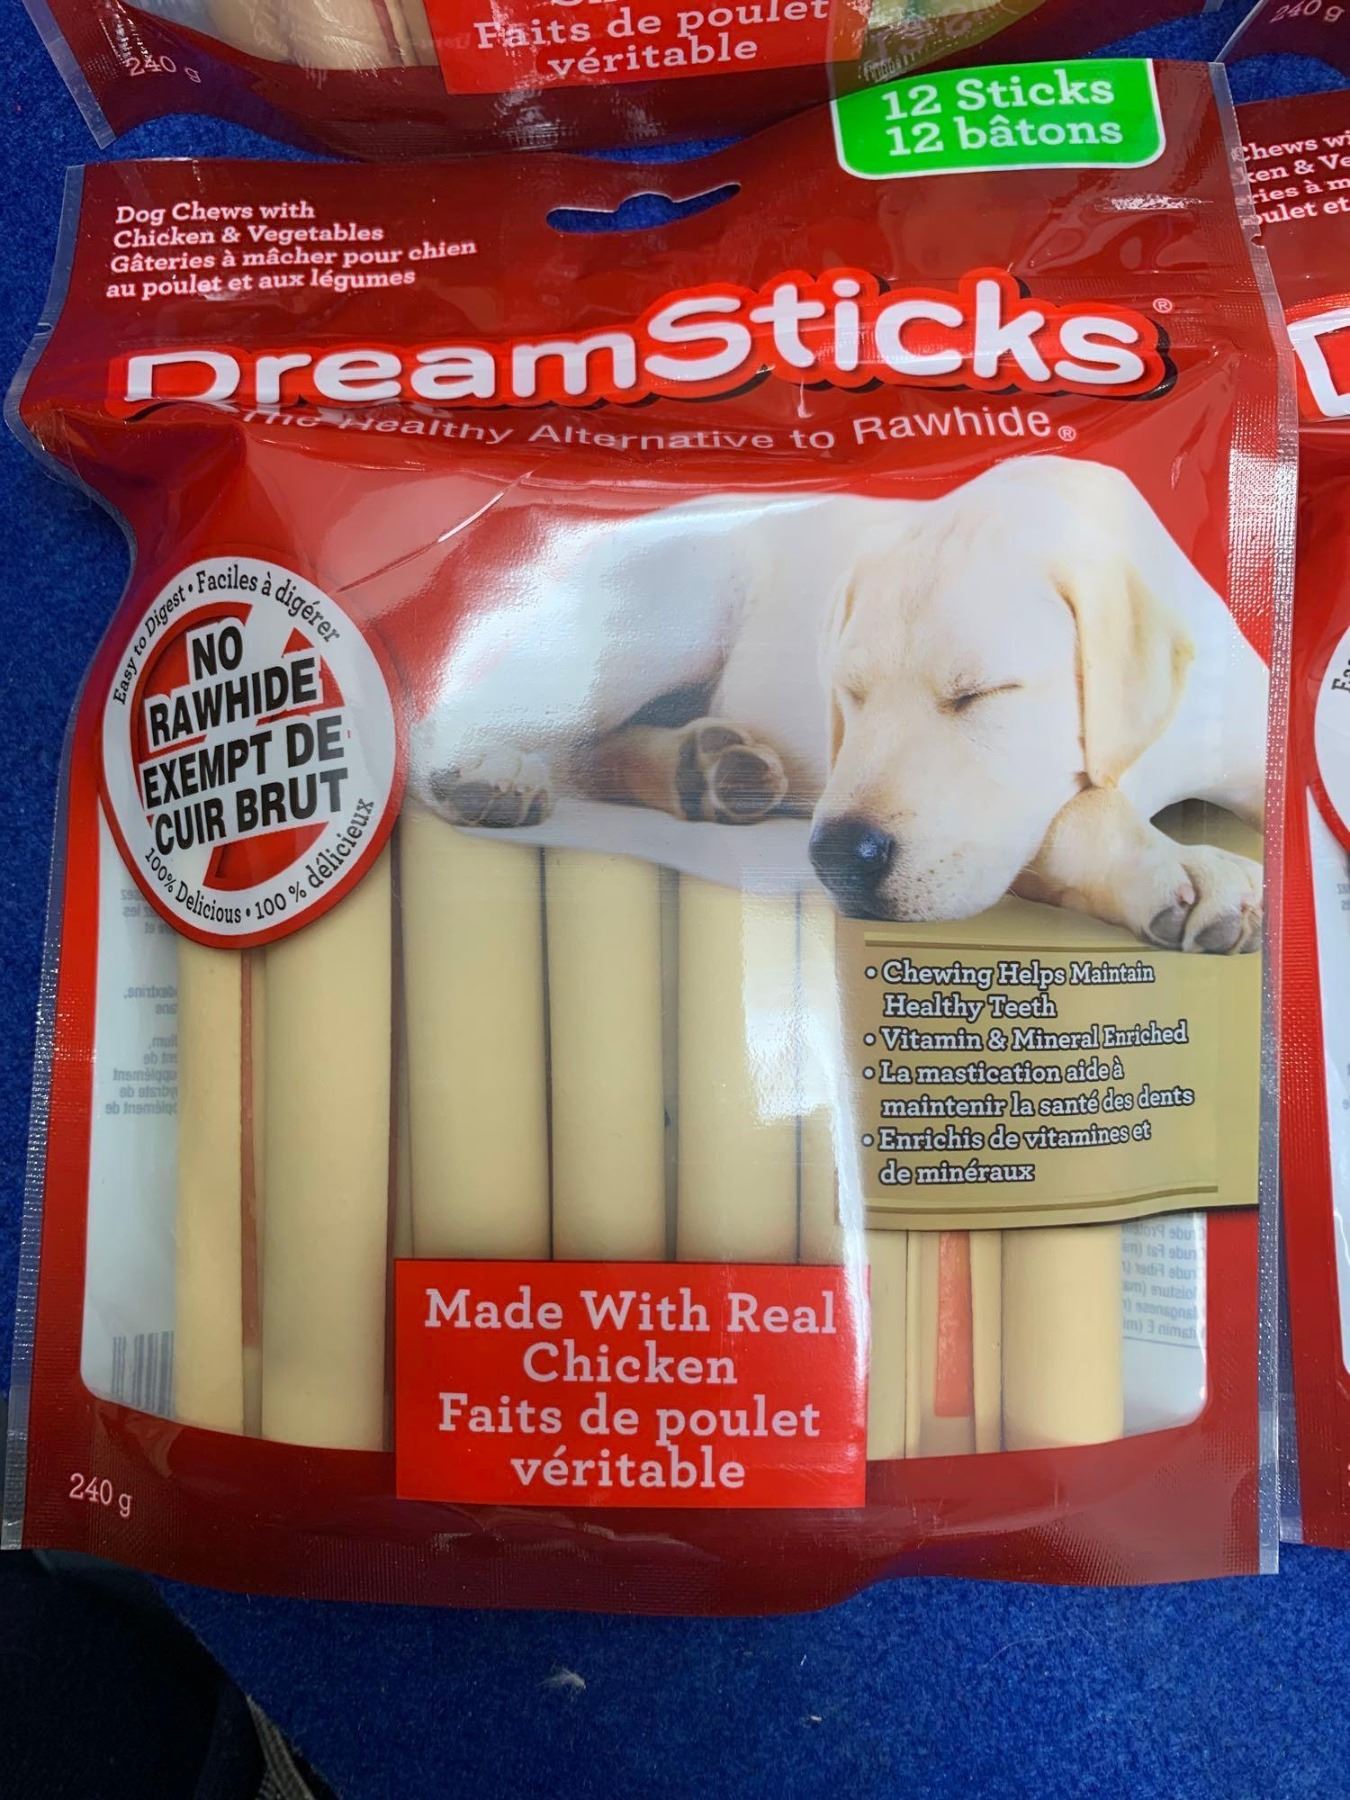 240 g
Faits de poulet
véritable
240 g
12 Sticks
12 bâtons
Dog Chews with
Chicken & Vegetables
Gâteries à mâcher pour chien
au poulet et aux légumes
DreamSticks®
The Healthy Alternative to Rawhide®
Easy to Digest • Faciles à digérer
NO
RAWHIDE
EXEMPT DE
CUIR BRUT
100% Delicious • 100 % délicieux
• Chewing Helps Maintain
Healthy Teeth
• Vitamin & Mineral Enriched
• La mastication aide à
maintenir la santé des dents
• Enrichis de vitamines et
de minéraux
Made With Real
Chicken
Faits de poulet
véritable
240 g